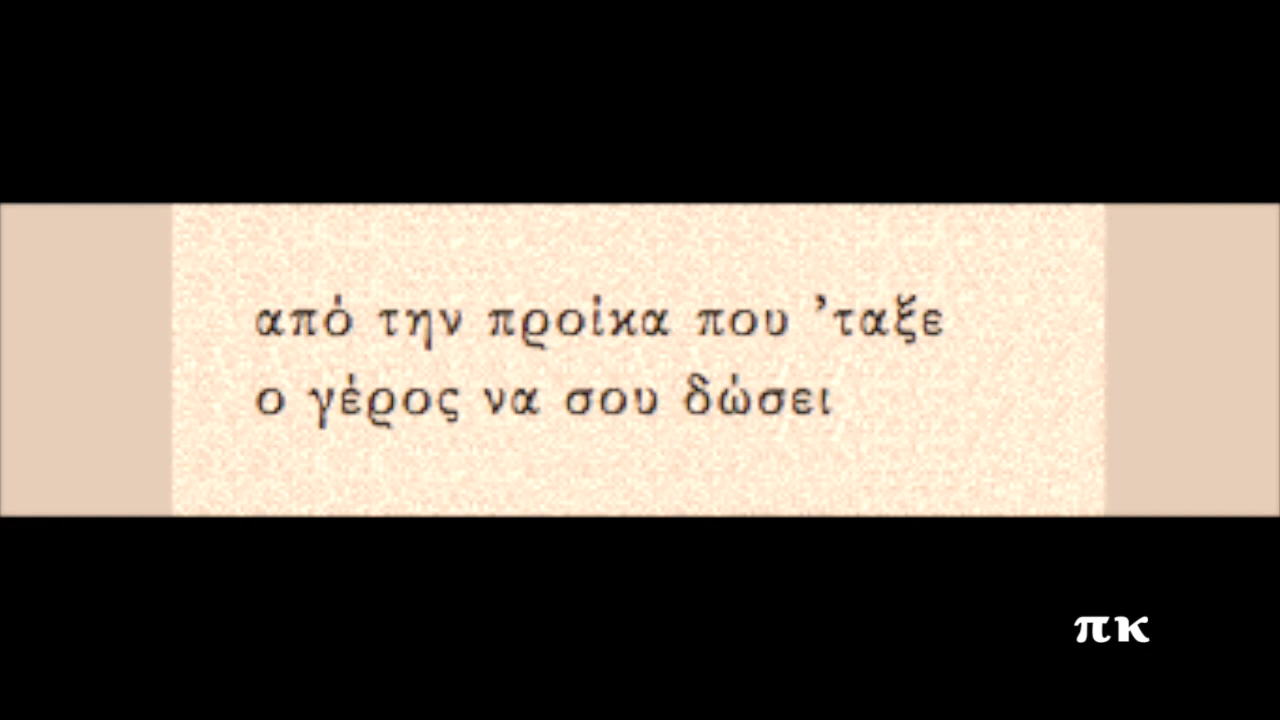 από την προίκα που ’ταξε
ο γέρος να σου δώσει
πκ